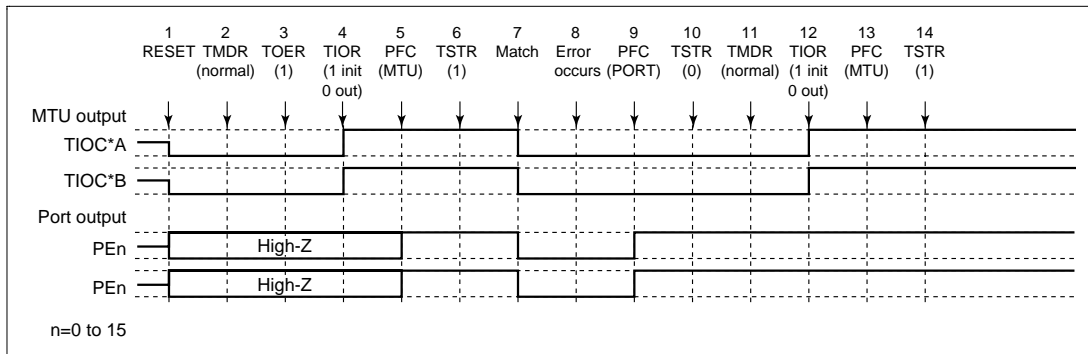 1 2 3 4 5 6 7 8 9 10 11 12 13 14
RESET TMDR TOER TIOR PFC TSTR Match Error PFC TSTR TMDR TIOR PFC TSTR
(normal) (1) (1 init (MTU) (1) occurs (PORT) (0) (normal) (1 init (MTU) (1)
0 out) 0 out)
MTU output
TIOC*A
TIOC*B
Port output
PEn High-Z
PEn High-Z
n=0 to 15